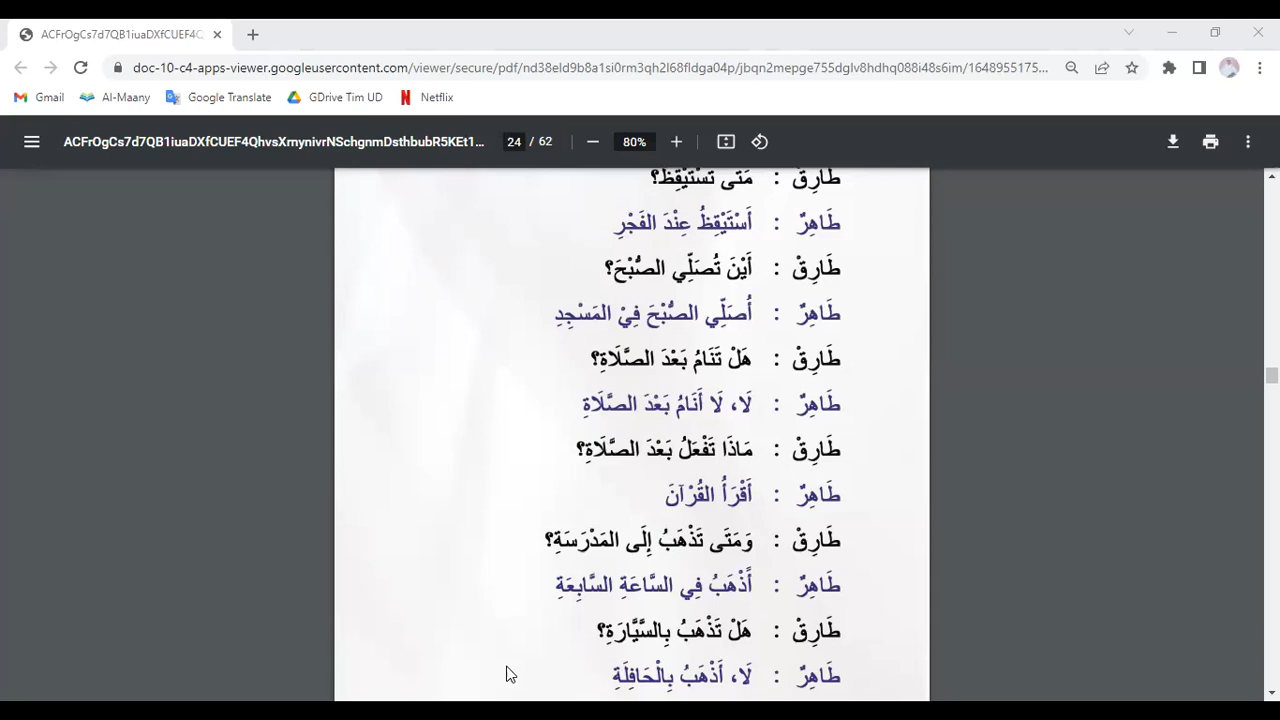 ACFrOgCs7d7QB1iuaDXfCUEF4Q
doc-10-c4-apps-viewer.googleusercontent.com/viewer/secure/pdf/nd38eld9b8a1si0rm3qh2l68fldga04p/jbqn2mepge755dglv8hdhq088i48s6im/1648955175...
Gmail Al-Maany Google Translate GDrive Tim UD Netflix
ACFrOgCs7d7QB1iuaDXfCUEF4QhvsXrnynivrNSchgnmDsthbubR5KEt1... 24 / 62 80%
طَارِقْ : مَتَى تَسْتَيْقِظُ؟
طَاهِرٌ : أَسْتَيْقِظُ عِنْدَ الفَجْرِ
طَارِقْ : أَيْنَ تُصَلِّي الصُّبْحَ؟
طَاهِرٌ : أُصَلِّي الصُّبْحَ فِيْ المَسْجِدِ
طَارِقْ : هَلْ تَنَامُ بَعْدَ الصَّلَاةِ؟
طَاهِرٌ : لَا، لَا أَنَامُ بَعْدَ الصَّلَاةِ
طَارِقْ : مَاذَا تَفْعَلُ بَعْدَ الصَّلَاةِ؟
طَاهِرٌ : أَقْرَأُ القُرْآنَ
طَارِقْ : وَمَتَى تَذْهَبُ إِلَى المَدْرَسَةِ؟
طَاهِرٌ : أَذْهَبُ فِي السَّاعَةِ السَّابِعَةِ
طَارِقْ : هَلْ تَذْهَبُ بِالسَّيَّارَةِ؟
طَاهِرٌ : لَا، أَذْهَبُ بِالْحَافِلَةِ